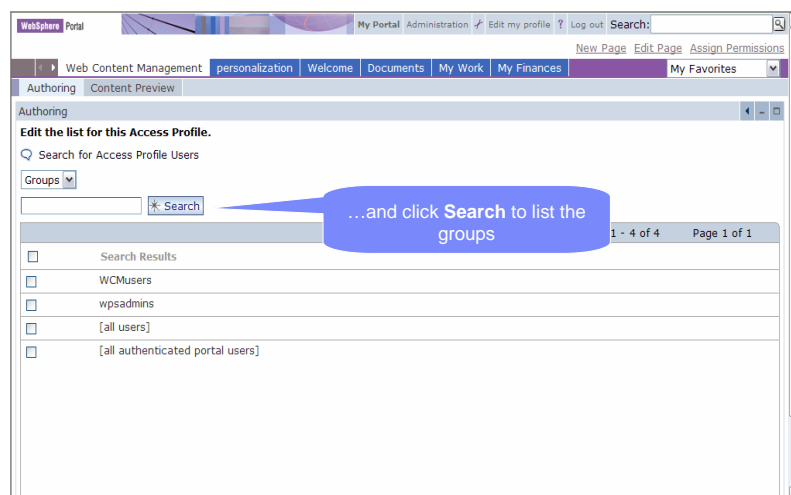 WebSphere Portal My Portal Administration Edit my profile ? Log out Search:
New Page Edit Page Assign Permissions
Web Content Management personalization Welcome Documents My Work My Finances My Favorites
Authoring Content Preview
Authoring
Edit the list for this Access Profile.
Search for Access Profile Users
Groups
Search
…and click Search to list the
groups
1 - 4 of 4 Page 1 of 1
Search Results
WCMusers
wpsadmins
[all users]
[all authenticated portal users]